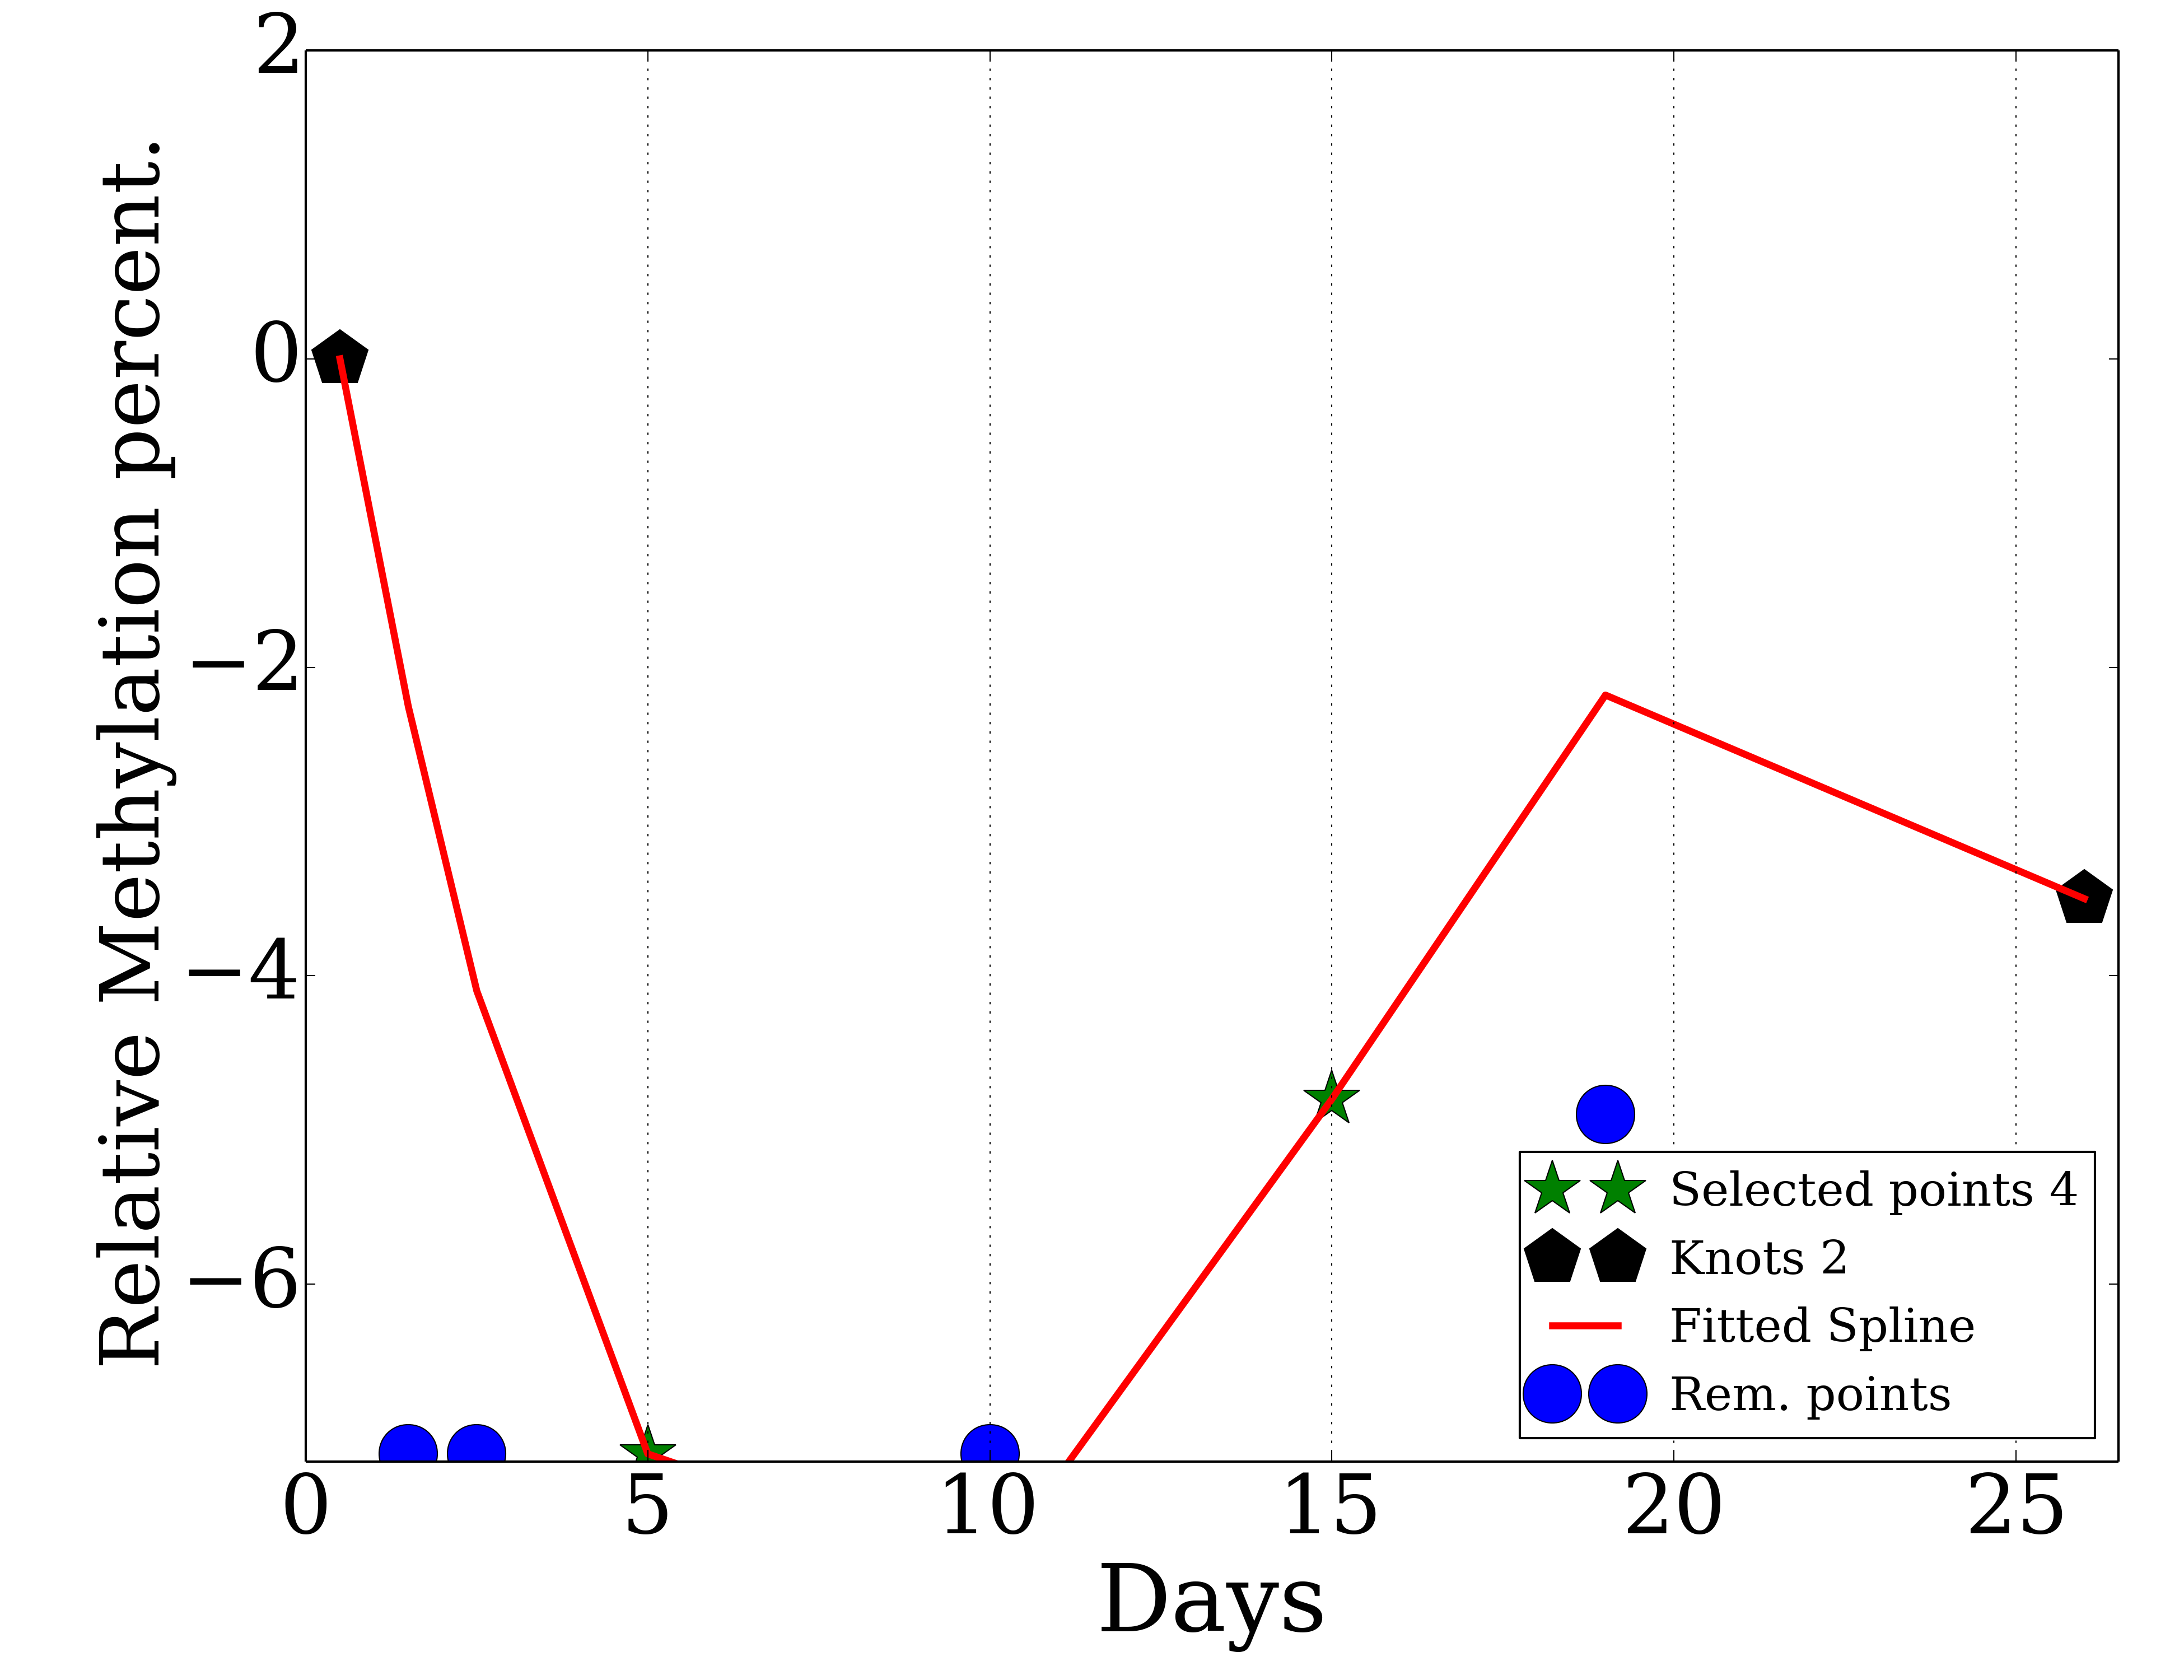 2
0
−2
−4
−6
Relative Methylation percent.
0 5 10 15 20 25
Days
Selected points 4
Knots 2
Fitted Spline
Rem. points